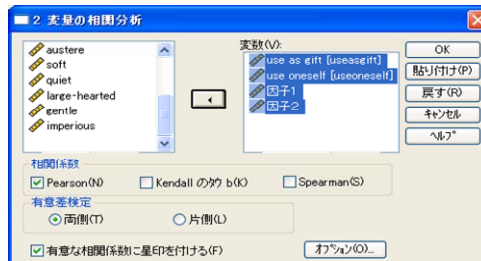 2 変量の相関分析
austere
soft
quiet
large-hearted
gentle
imperious
変数(V):
use as gift [useasgift]
use oneself [useoneself]
因子1
因子2
OK
貼り付け(P)
戻す(R)
キャンセル
ヘルプ
相関係数
Pearson(N) Kendall のタウ b(K) Spearman(S)
有意差検定
両側(T) 片側(L)
有意な相関係数に星印を付ける(F) オプション(O)...